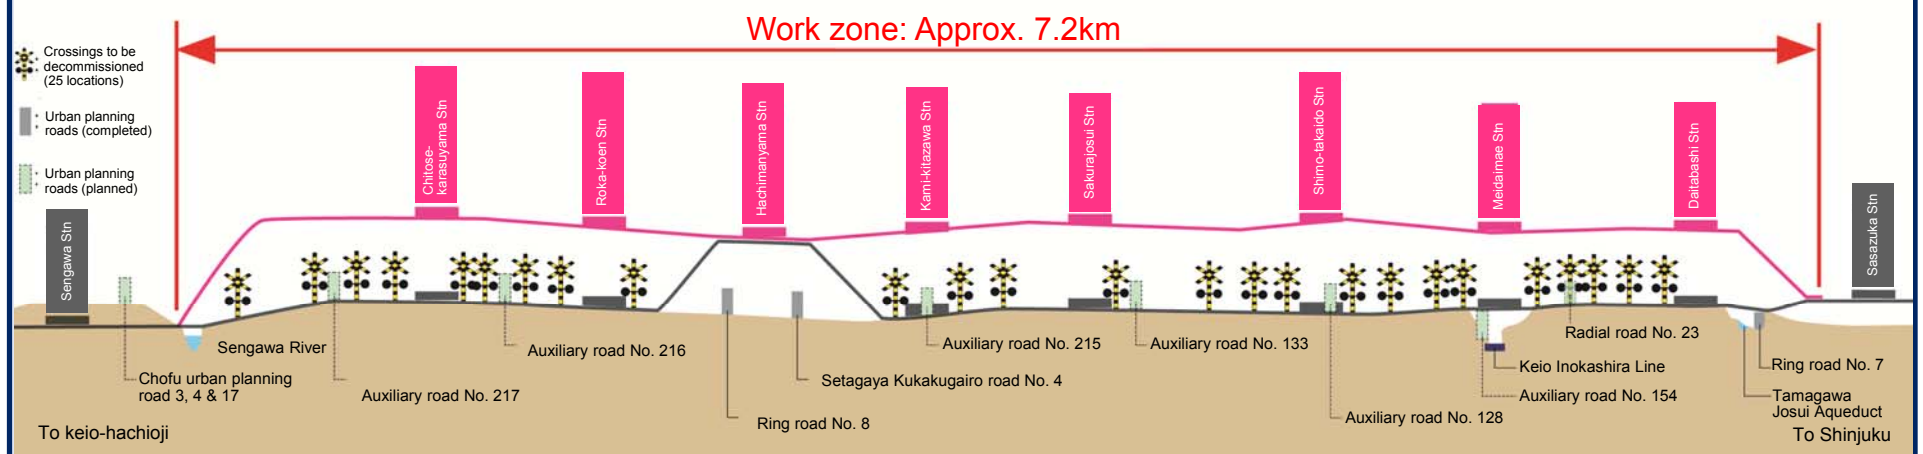 Work zone: Approx. 7.2km
Crossings to be
decommissioned
(25 locations)
Urban planning
roads (completed)
Urban planning
roads (planned)
Sengawa Stn
Chitose-
karasuyama Stn
Roka-koen Stn
Hachimanyama Stn
Kami-kitazawa Stn
Sakurajosui Stn
Shimo-takaido Stn
Meidaimae Stn
Daitabashi Stn
Sasazuka Stn
Sengawa River
Chofu urban planning
road 3, 4 & 17
Auxiliary road No. 217
Auxiliary road No. 216
Ring road No. 8
Setagaya Kukakugairo road No. 4
Auxiliary road No. 215
Auxiliary road No. 133
Auxiliary road No. 128
Radial road No. 23
Keio Inokashira Line
Auxiliary road No. 154
Ring road No. 7
Tamagawa
Josui Aqueduct
To keio-hachioji
To Shinjuku